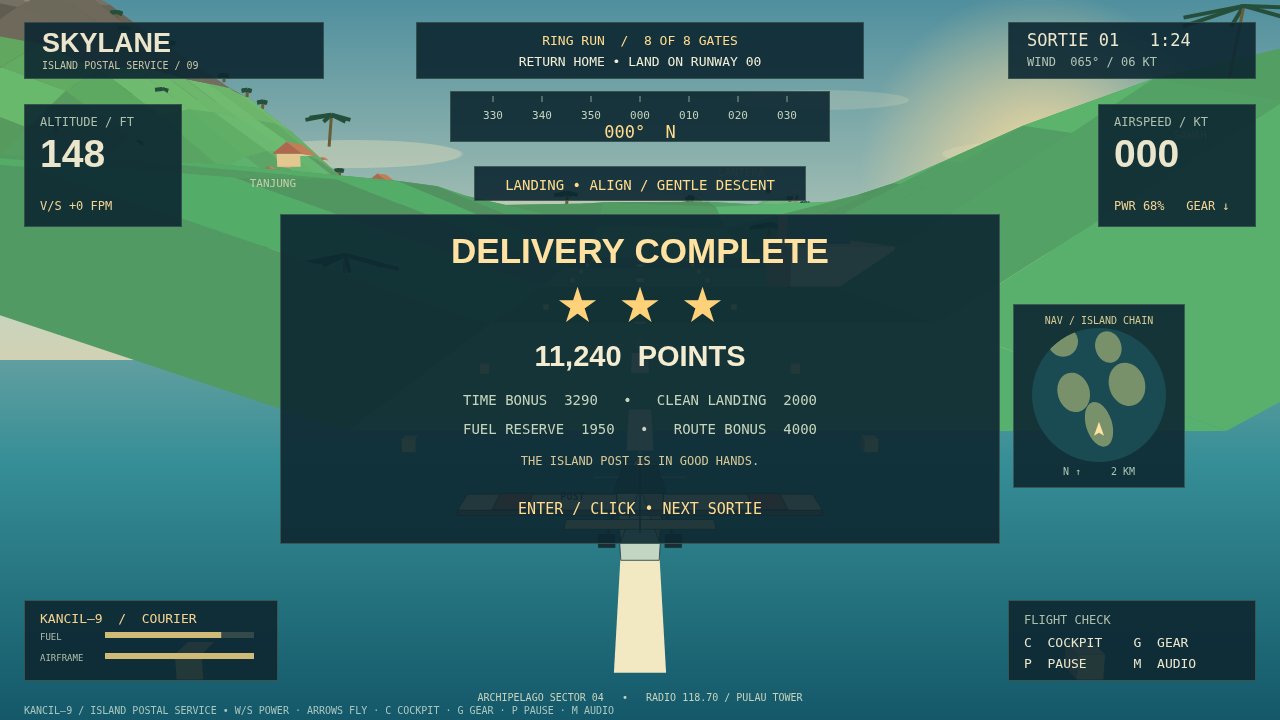 SKYLANE
ISLAND POSTAL SERVICE / 09
RING RUN / 8 OF 8 GATES
RETURN HOME • LAND ON RUNWAY 00
SORTIE 01 1:24
WIND 065° / 06 KT
330 340 350 000 010 020 030
000° N
ALTITUDE / FT
148
V/S +0 FPM
AIRSPEED / KT
000
PWR 68% GEAR ↓
TANJUNG
LANDING • ALIGN / GENTLE DESCENT
DELIVERY COMPLETE
★ ★ ★
11,240 POINTS
TIME BONUS 3290 • CLEAN LANDING 2000
FUEL RESERVE 1950 • ROUTE BONUS 4000
THE ISLAND POST IS IN GOOD HANDS.
POST
ENTER / CLICK • NEXT SORTIE
NAV / ISLAND CHAIN
N ↑ 2 KM
KANCIL—9 / COURIER
FUEL
AIRFRAME
FLIGHT CHECK
C COCKPIT G GEAR
P PAUSE M AUDIO
ARCHIPELAGO SECTOR 04 • RADIO 118.70 / PULAU TOWER
KANCIL—9 / ISLAND POSTAL SERVICE • W/S POWER · ARROWS FLY · C COCKPIT · G GEAR · P PAUSE · M AUDIO